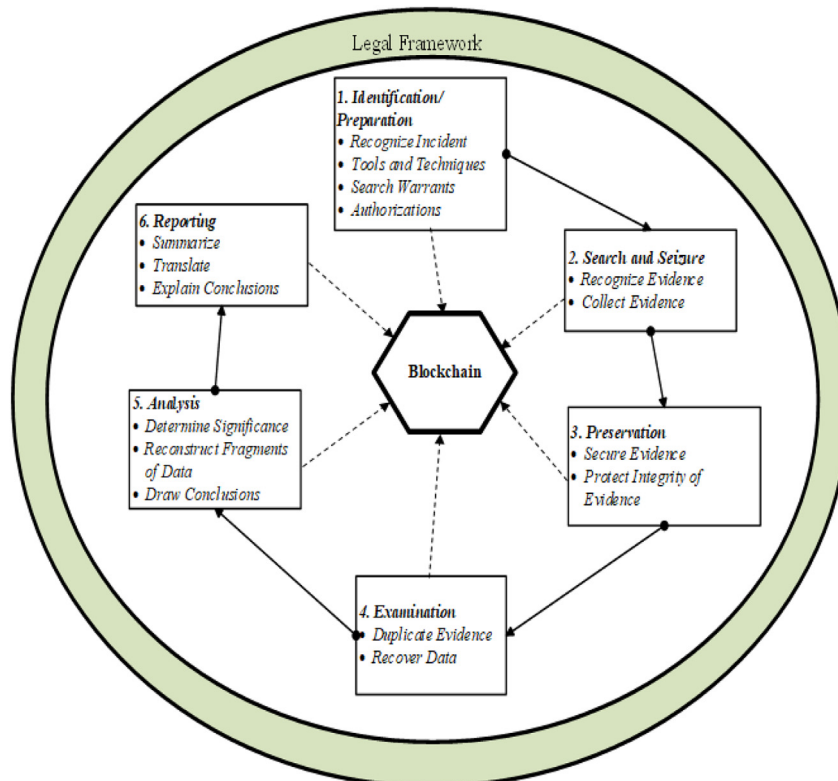 Legal Framework
1. Identification/
Preparation
• Recognize Incident
• Tools and Techniques
• Search Warrants
• Authorizations
2. Search and Seizure
• Recognize Evidence
• Collect Evidence
3. Preservation
• Secure Evidence
• Protect Integrity of
Evidence
4. Examination
• Duplicate Evidence
• Recover Data
5. Analysis
• Determine Significance
• Reconstruct Fragments
of Data
• Draw Conclusions
6. Reporting
• Summarize
• Translate
• Explain Conclusions
Blockchain